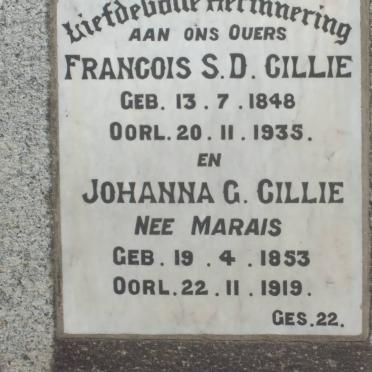 Liefdevolle Herinnering
AAN ONS OUERS
FRANCOIS S.D. CILLIE
GEB. 13 . 7 . 1848
OORL. 20 . 11 . 1935.
EN
JOHANNA G. CILLIE
NEE MARAIS
GEB . 19 . 4 . 1853
OORL. 22 . 11 . 1919.
GES. 22.